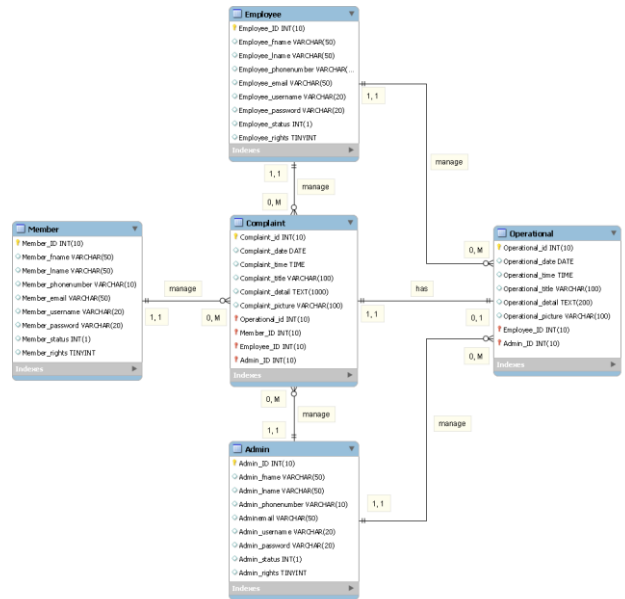 Employee
Employee_ID INT(10)
Employee_fname VARCHAR(50)
Employee_lname VARCHAR(50)
Employee_phonenumber VARCHAR(...
Employee_email VARCHAR(50)
Employee_username VARCHAR(20)
Employee_password VARCHAR(20)
Employee_status INT(1)
Employee_rights TINYINT
Indexes
1, 1
manage
1, 1
manage
0, M
0, M
Member
Member_ID INT(10)
Member_fname VARCHAR(50)
Member_lname VARCHAR(50)
Member_phonenumber VARCHAR(10)
Member_email VARCHAR(50)
Member_username VARCHAR(20)
Member_password VARCHAR(20)
Member_status INT(1)
Member_rights TINYINT
Indexes
manage
1, 1
0, M
Complaint
Complaint_id INT(10)
Complaint_date DATE
Complaint_time TIME
Complaint_title VARCHAR(100)
Complaint_detail TEXT(1000)
Complaint_picture VARCHAR(100)
Operational_id INT(10)
Member_ID INT(10)
Employee_ID INT(10)
Admin_ID INT(10)
Indexes
has
1, 1
0, 1
Operational
Operational_id INT(10)
Operational_date DATE
Operational_time TIME
Operational_title VARCHAR(100)
Operational_detail TEXT(200)
Operational_picture VARCHAR(100)
Employee_ID INT(10)
Admin_ID INT(10)
Indexes
0, M
0, M
manage
1, 1
manage
Admin
Admin_ID INT(10)
Admin_fname VARCHAR(50)
Admin_lname VARCHAR(50)
Admin_phonenumber VARCHAR(10)
Adminemail VARCHAR(50)
Admin_username VARCHAR(20)
Admin_password VARCHAR(20)
Admin_status INT(1)
Admin_rights TINYINT
Indexes
1, 1